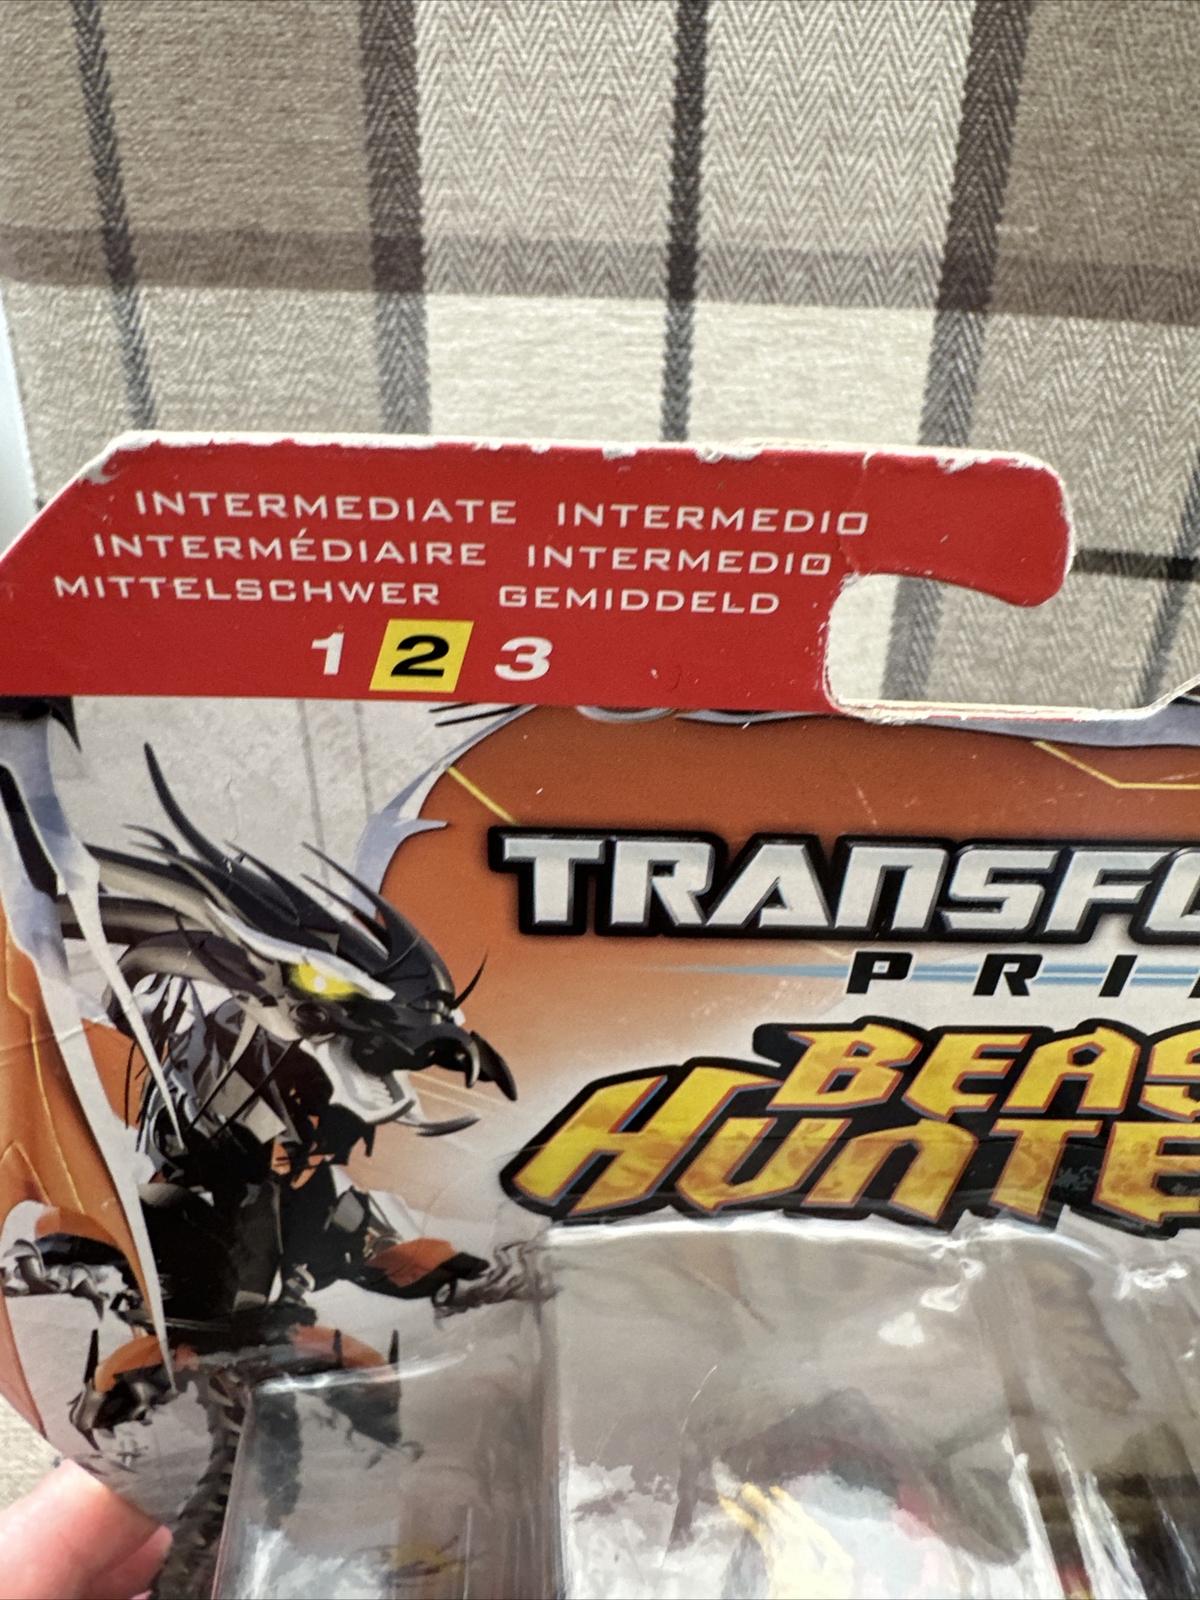 INTERMEDIATE INTERMEDIO
INTERMÉDIAIRE INTERMEDIO
MITTELSCHWER GEMIDDELD
1 2 3
TRANSFO
PRI
BEAS
HUNTE